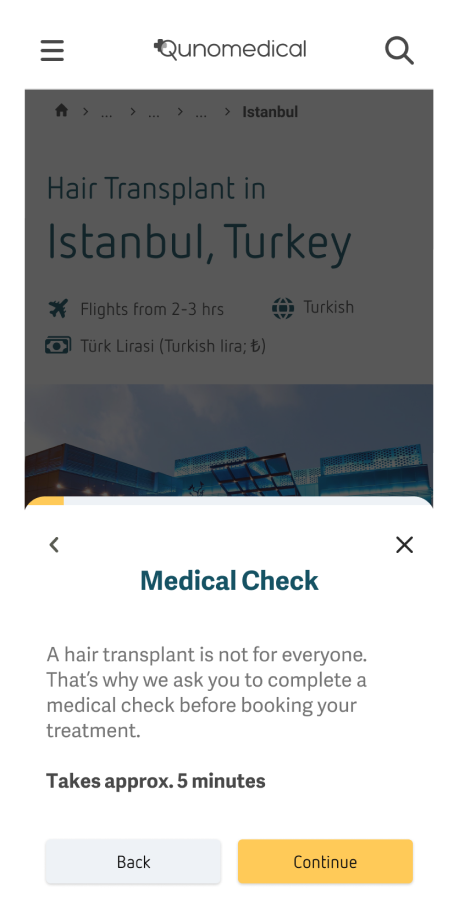 Qunomedical
> ... > ... > ... > Istanbul
Hair Transplant in
Istanbul, Turkey
Flights from 2-3 hrs
Turkish
Türk Lirasi (Turkish lira; ₺)
Medical Check
A hair transplant is not for everyone.
That's why we ask you to complete a
medical check before booking your
treatment.
Takes approx. 5 minutes
Back
Continue